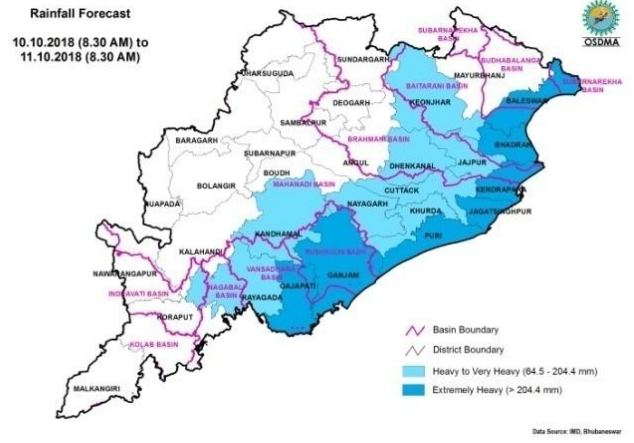 Rainfall Forecast
10.10.2018 (8.30 AM) to
11.10.2018 (8.30 AM)
OSDMA
SUBARNAREKHA
BASIN
SUNDARGARH
MAYURBHANJ
SUDHABALANGA
BASIN
BASIN
JHARSUGUDA
BAITARANI BASIN
KEONJHAR
DEOGARH
BALESWAR
SAMBALPUR
BARAGARH
BRAHMANI BASIN
BHADRAK
SUBARNAPUR
ANGUL
DHENKANAL
JAJPUR
BOUDH
BOLANGIR
MAHANADI BASIN
CUTTACK
KENDRAPARA
NUAPADA
NAYAGARH
KHURDA
JAGATSINGHPUR
KANDHAMAL
PURI
KALAHANDI
RUSHIKULYA BASIN
NAWARANGAPUR
VANSADHARA
BASIN
GANJAM
INDRAVATI BASIN
NAGABALI
BASIN
RAYAGADA
GAJAPATI
KORAPUT
KOLAB BASIN
MALKANGIRI
Basin Boundary
District Boundary
Heavy to Very Heavy (64.5 - 204.4 mm)
Extremely Heavy (> 204.4 mm)
Data Source: IMD, Bhubaneswar